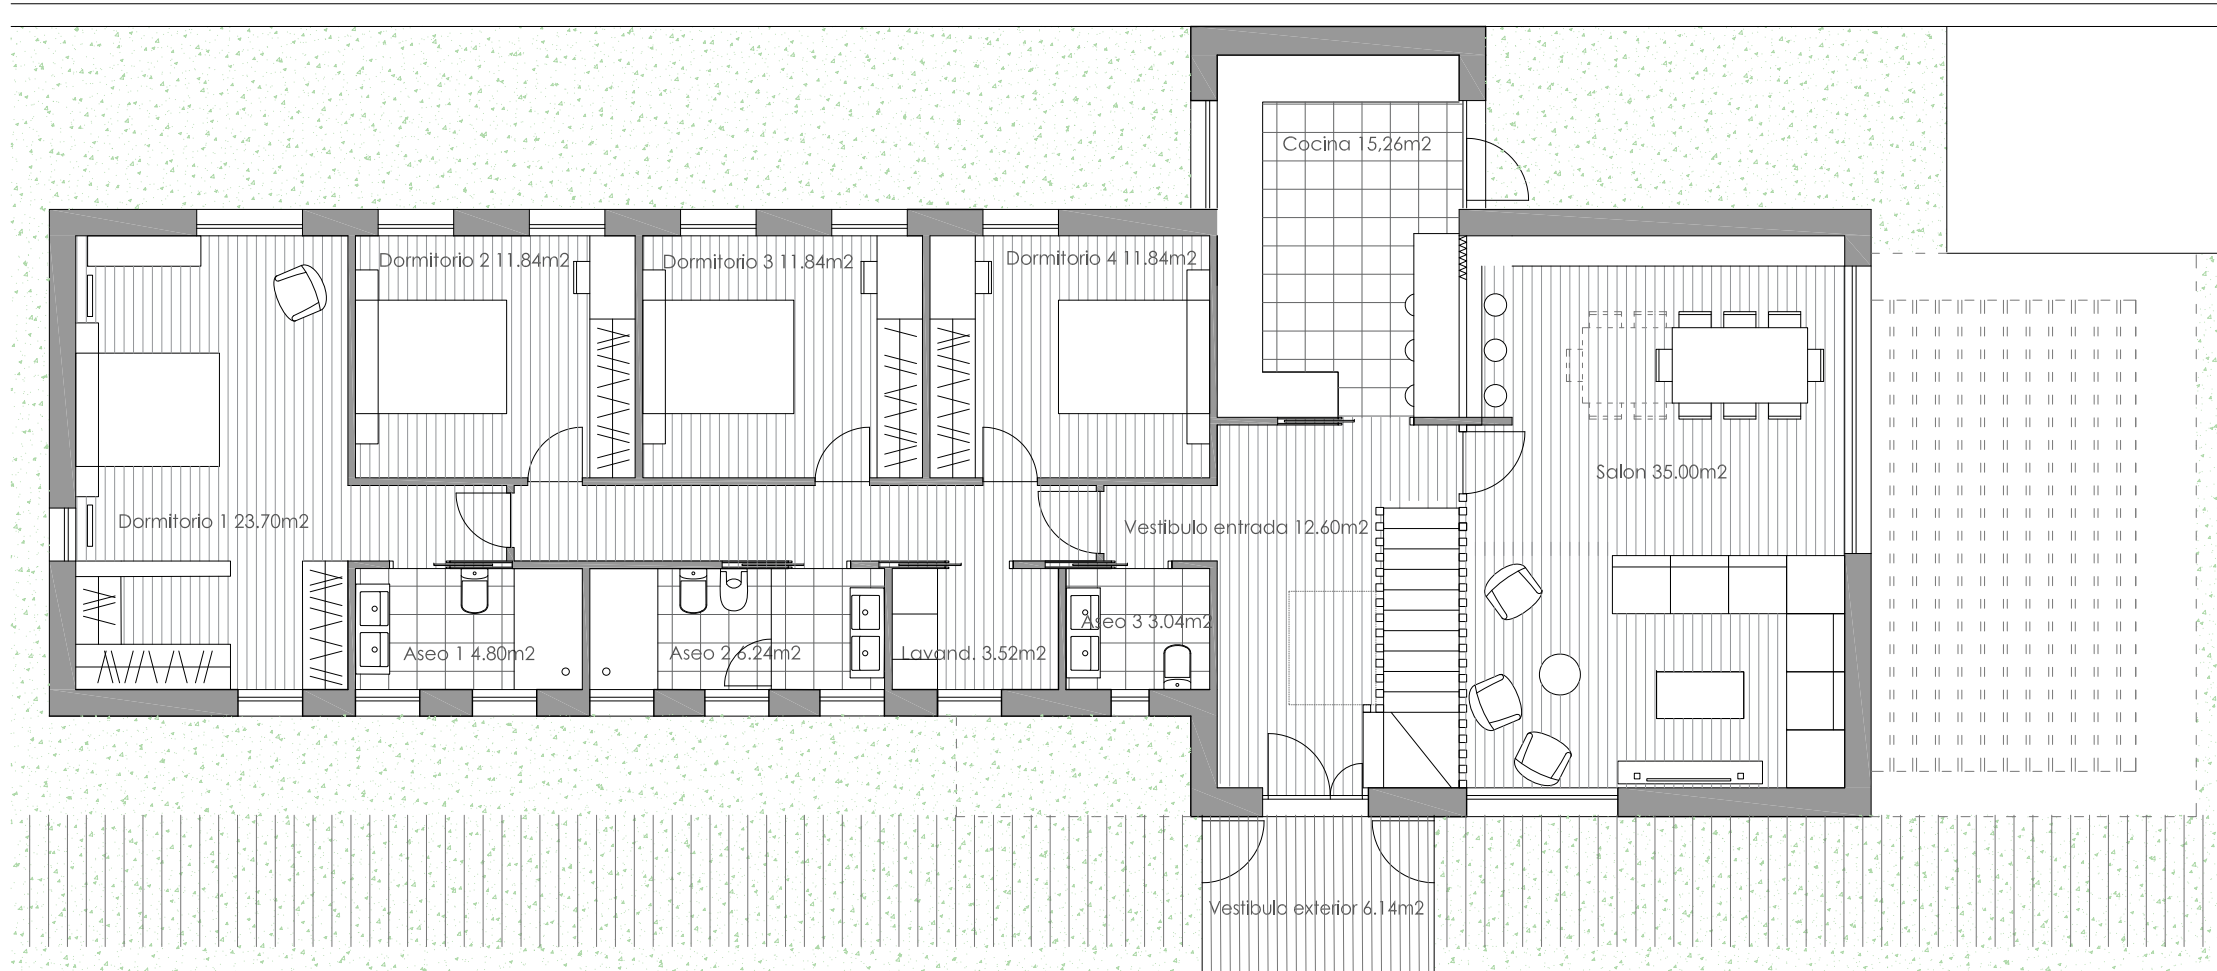 Cocina 15,26m2
Dormitorio 2 11.84m2
Dormitorio 3 11.84m2
Dormitorio 4 11.84m2
Salon 35.00m2
Dormitorio 1 23.70m2
Vestibulo entrada 12.60m2
Aseo 3 3.04m2
Aseo 1 4.80m2
Aseo 2 6.24m2
Lavand. 3.52m2
Vestibulo exterior 6.14m2